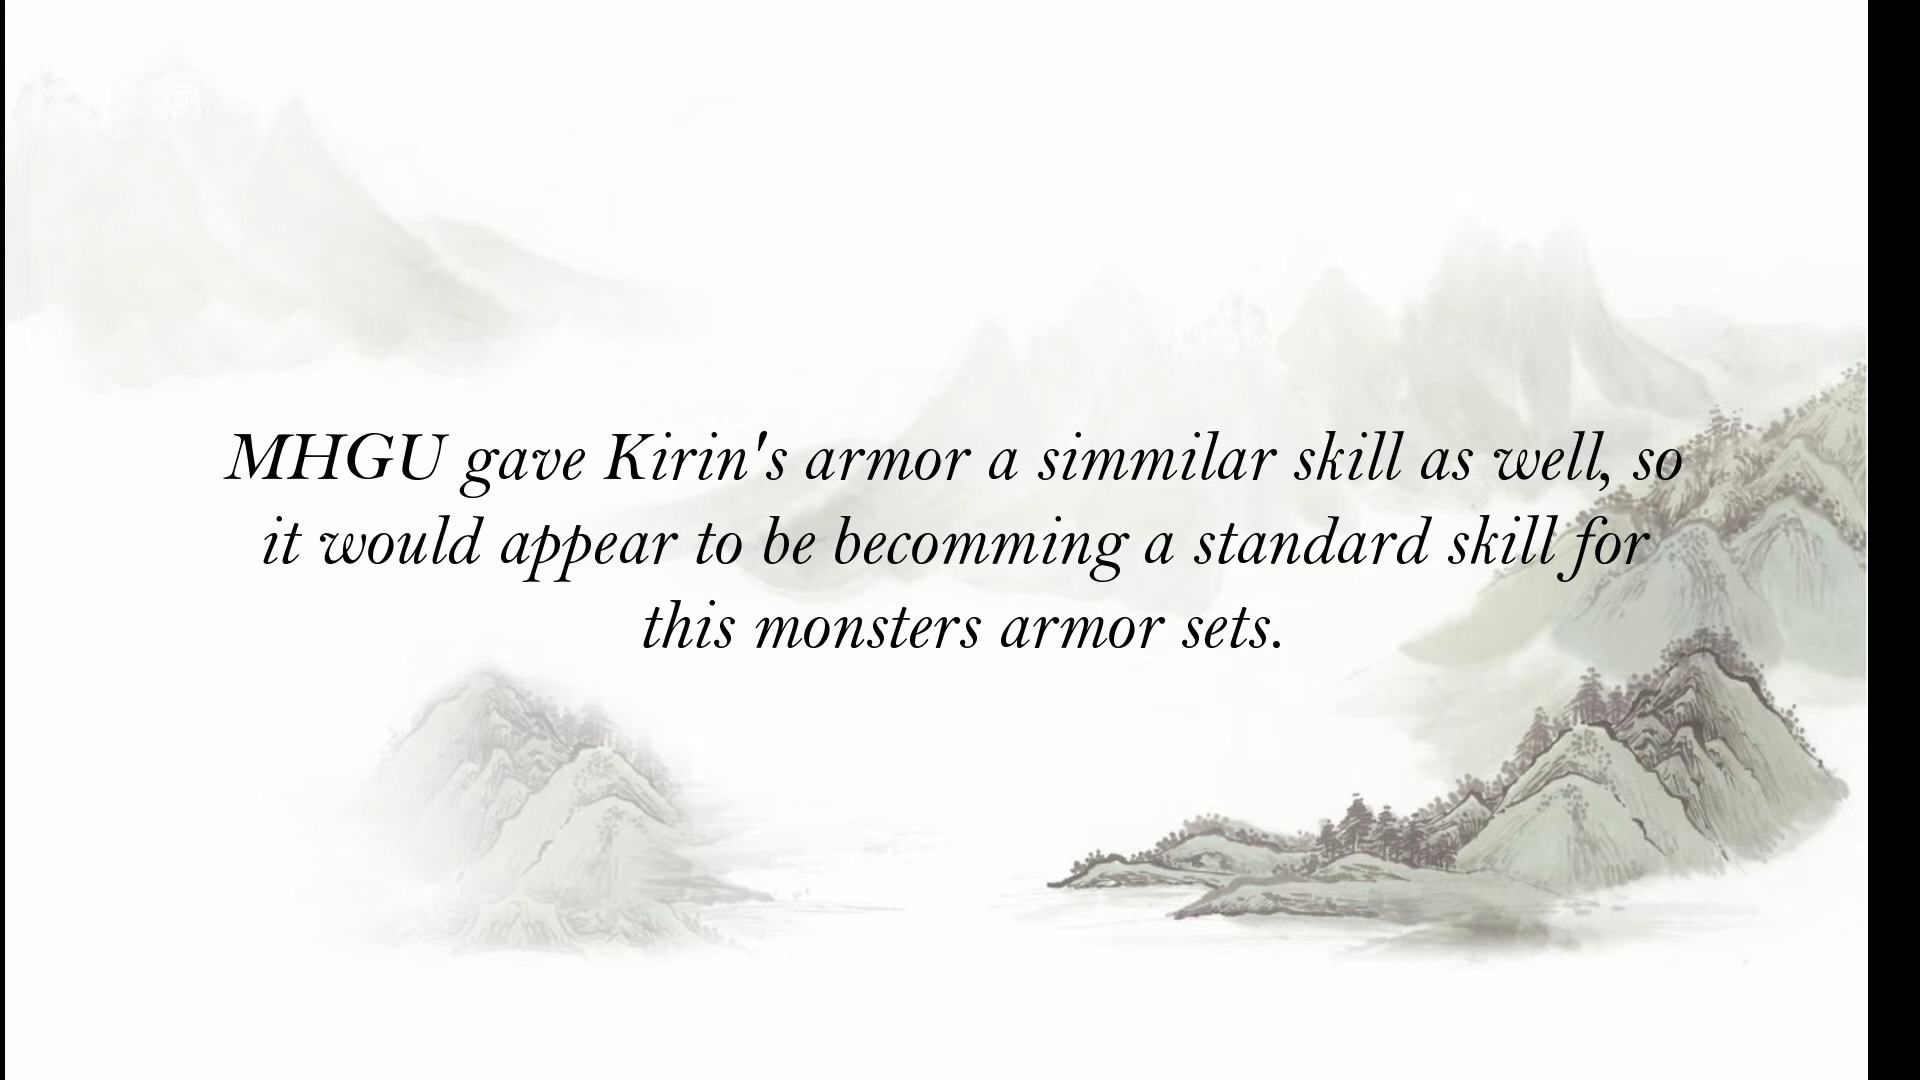 MHGU gave Kirin's armor a simmilar skill as well, so
it would appear to be becomming a standard skill for
this monsters armor sets.